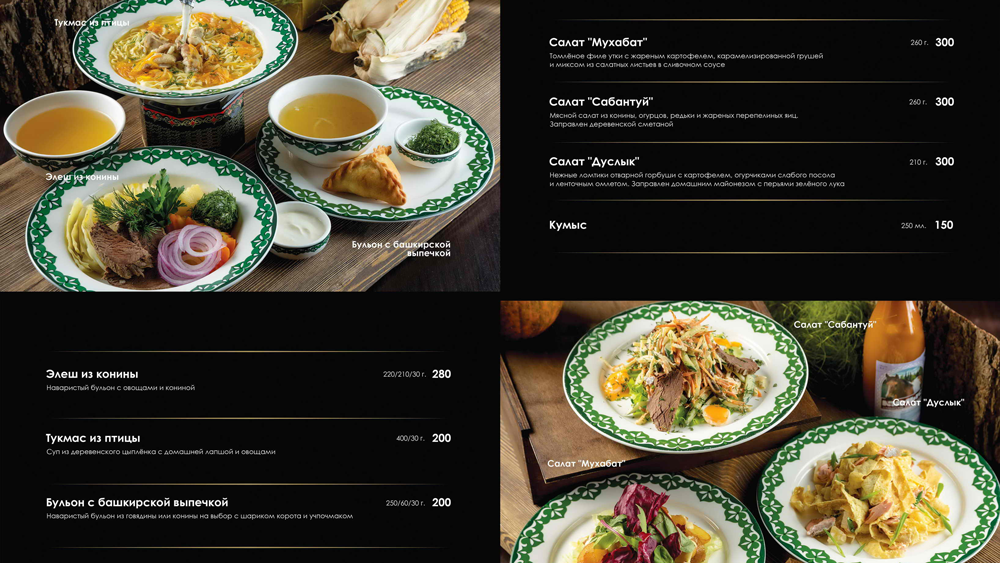 Тукмас из птицы
Элеш из конины
Бульон с башкирской
выпечкой
Салат "Мухабат" 260 г. 300
Томлёное филе утки с жареным картофелем, карамелизированной грушей
и миксом из салатных листьев в сливочном соусе
Салат "Сабантуй" 260 г. 300
Мясной салат из конины, огурцов, редьки и жареных перепелиных яиц.
Заправлен деревенской сметаной
Салат "Дуслык" 210 г. 300
Нежные ломтики отварной горбуши с картофелем, огурчиками слабого посола
и ленточным омлетом. Заправлен домашним майонезом с перьями зелёного лука
Кумыс 250 мл. 150
Элеш из конины 220/210/30 г. 280
Наваристый бульон с овощами и кониной
Тукмас из птицы 400/30 г. 200
Суп из деревенского цыплёнка с домашней лапшой и овощами
Бульон с башкирской выпечкой 250/60/30 г. 200
Наваристый бульон из говядины или конины на выбор с шариком корота и учпочмаком
Салат "Сабантуй"
Салат "Дуслык"
Салат "Мухабат"